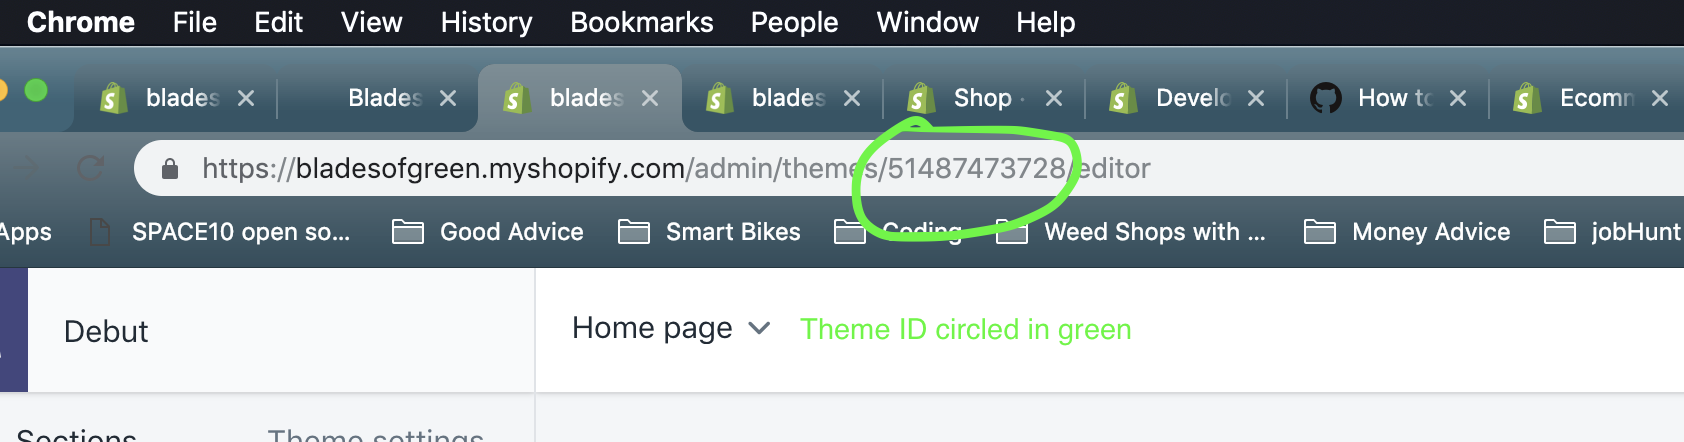 Chrome File Edit View History Bookmarks People Window Help
blades Blades blades blades Shop · Develo How to Ecomm
https://bladesofgreen.myshopify.com/admin/themes/51487473728/editor
Apps SPACE10 open so... Good Advice Smart Bikes Coding Weed Shops with ... Money Advice jobHunt
Debut Home page Theme ID circled in green
Sections Theme settings